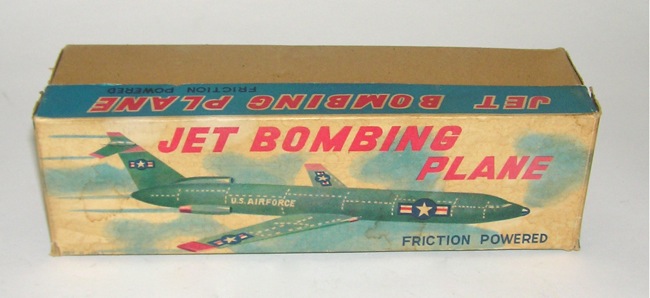 JET BOMBING PLANE
FRICTION POWERED
JET BOMBING
PLANE
U.S. AIRFORCE
FRICTION POWERED